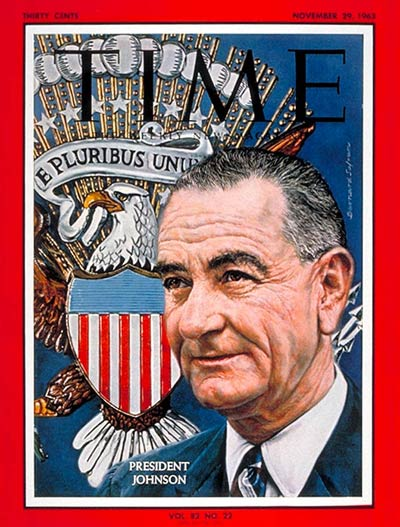 THIRTY CENTS
NOVEMBER 29, 1963
TIME
E PLURIBUS UNU
PRESIDENT
JOHNSON
VOL. 82 NO. 22